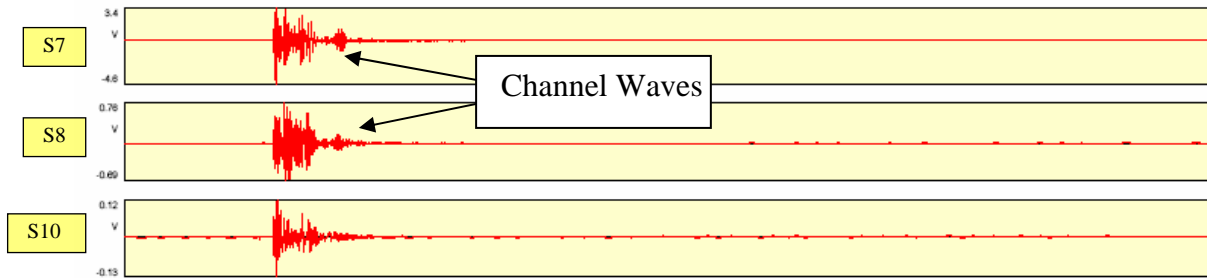 3.4
S7
V
-4.6
Channel Waves
0.76
S8
V
-0.69
0.12
S10
V
-0.13